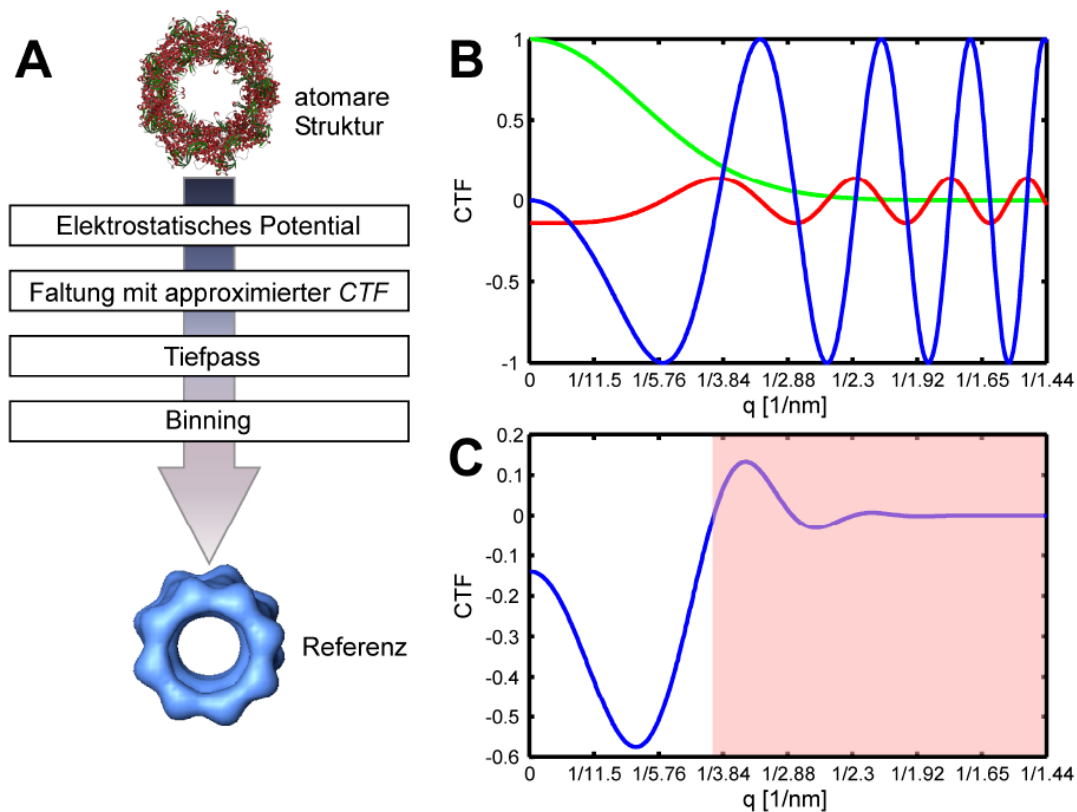 A
atomare
Struktur
Elektrostatisches Potential
Faltung mit approximierter CTF
Tiefpass
Binning
Referenz
B
1
0.5
0
-0.5
-1
CTF
0 1/11.5 1/5.76 1/3.84 1/2.88 1/2.3 1/1.92 1/1.65 1/1.44
q [1/nm]
C
0.2
0.1
0
-0.1
-0.2
-0.3
-0.4
-0.5
-0.6
CTF
0 1/11.5 1/5.76 1/3.84 1/2.88 1/2.3 1/1.92 1/1.65 1/1.44
q [1/nm]